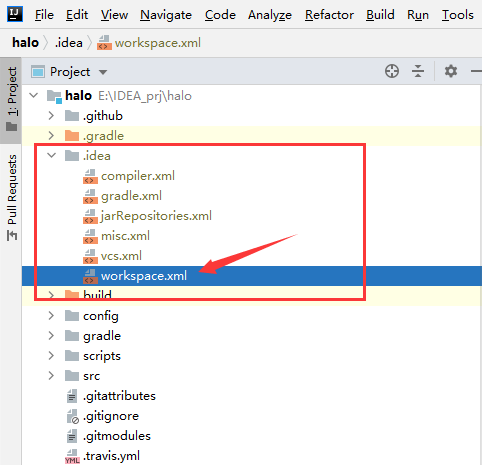 IJ File Edit View Navigate Code Analyze Refactor Build Run Tools
halo .idea workspace.xml
1: Project
Pull Requests
Project
halo E:\IDEA_prj\halo
.github
.gradle
.idea
compiler.xml
gradle.xml
jarRepositories.xml
misc.xml
vcs.xml
workspace.xml
build
config
gradle
scripts
src
.gitattributes
.gitignore
.gitmodules
YML .travis.yml